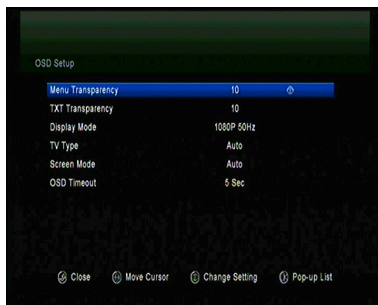 OSD Setup
Menu Transparency 10
TXT Transparency 10
Display Mode 1080P 50Hz
TV Type Auto
Screen Mode Auto
OSD Timeout 5 Sec
Close Move Cursor Change Setting Pop-up List